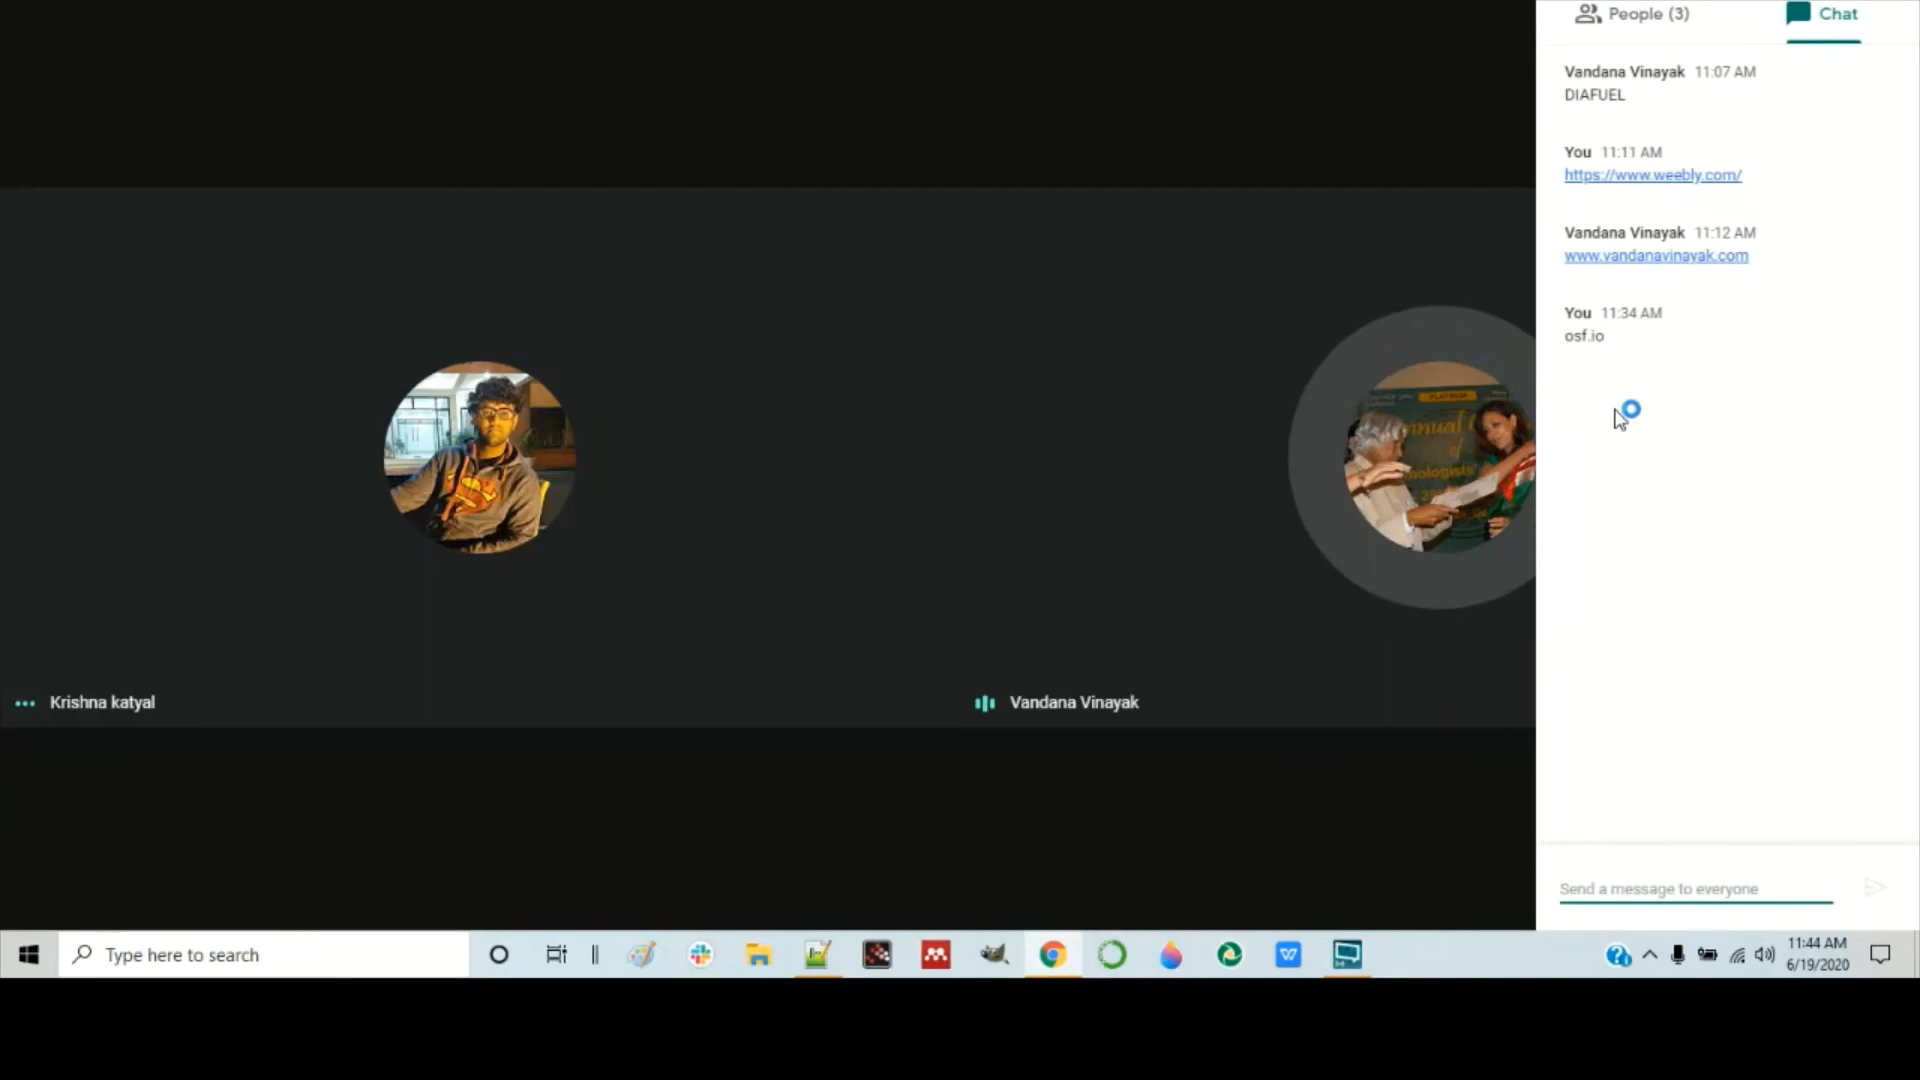 People (3)
Chat
Vandana Vinayak 11:07 AM
DIAFUEL
You 11:11 AM
https://www.weebly.com/
Vandana Vinayak 11:12 AM
www.vandanavinayak.com
You 11:34 AM
osf.io
PLATINUM
Krishna katyal
Vandana Vinayak
Send a message to everyone
Type here to search
11:44 AM
6/19/2020